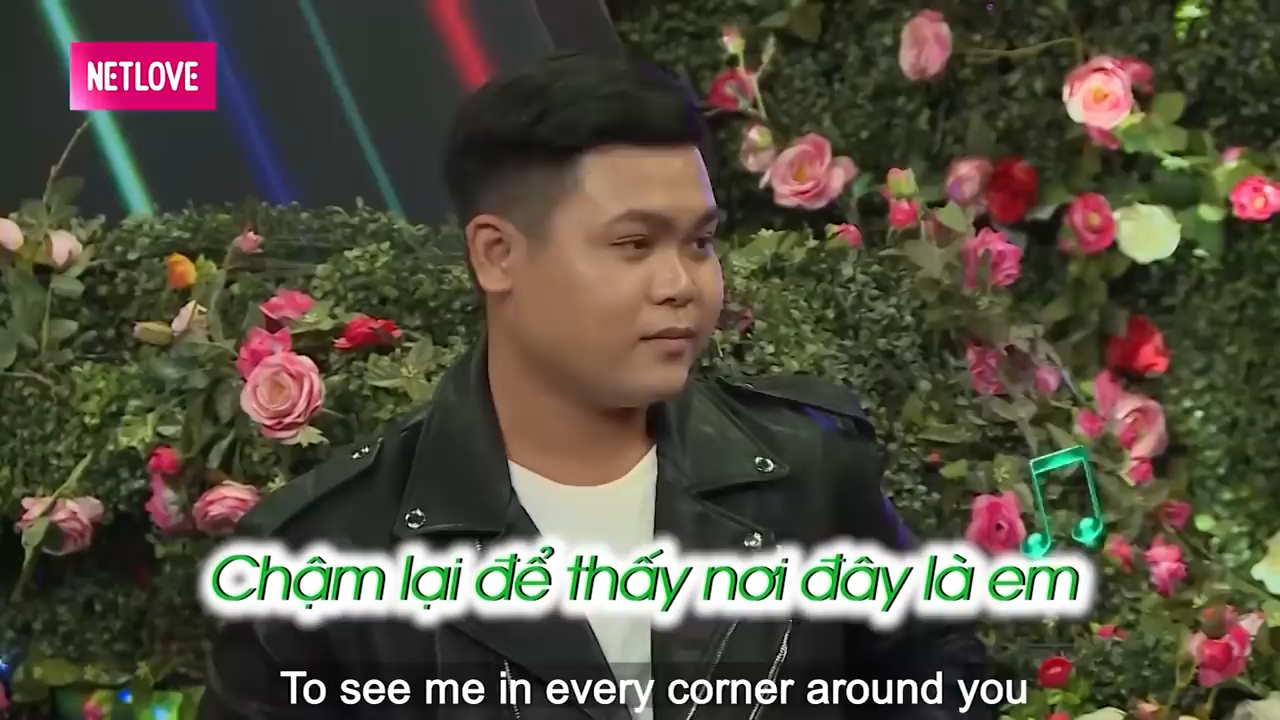 NETLOVE
Chậm lại để thấy nơi đây là em
To see me in every corner around you